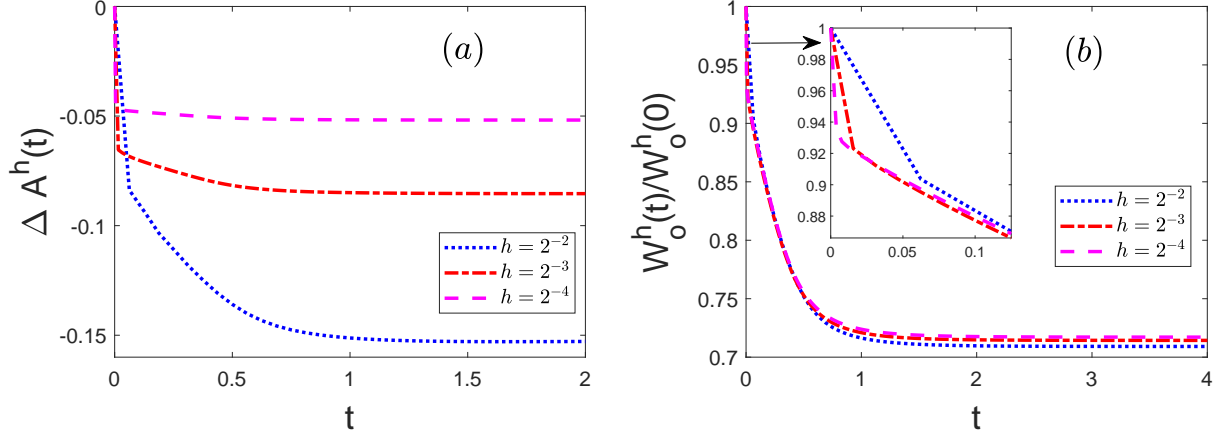 (a)
Δ A^h(t)
0
-0.05
-0.1
-0.15
0
0.5
1
1.5
2
t
h = 2^{-2}
h = 2^{-3}
h = 2^{-4}
(b)
W_o^h(t)/W_o^h(0)
1
0.95
0.9
0.85
0.8
0.75
0.7
0
1
2
3
4
t
1
0.98
0.96
0.94
0.92
0.9
0.88
0
0.05
0.1
h = 2^{-2}
h = 2^{-3}
h = 2^{-4}